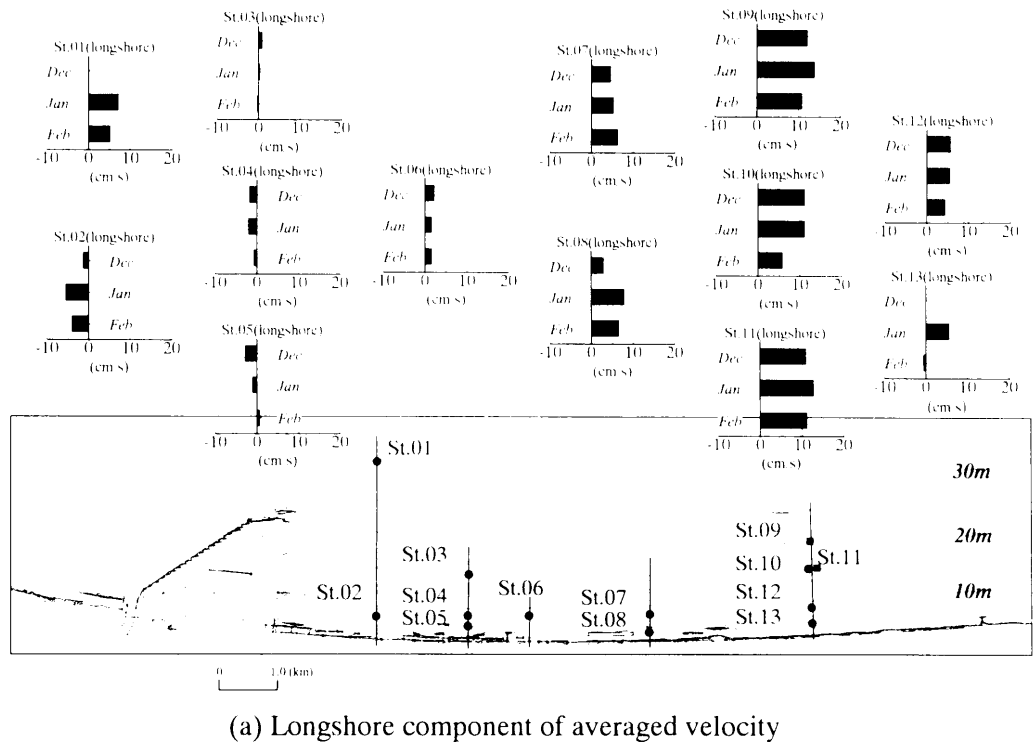 St.01(longshore)
Dec
Jan
Feb
-10 0 10 20
(cm s)
St.03(longshore)
Dec
Jan
Feb
-10 0 10 20
(cm s)
St.07(longshore)
Dec
Jan
Feb
-10 0 10 20
(cm s)
St.09(longshore)
Dec
Jan
Feb
-10 0 10 20
(cm s)
St.12(longshore)
Dec
Jan
Feb
-10 0 10 20
(cm s)
St.04(longshore)
Dec
Jan
Feb
-10 0 10 20
(cm s)
St.06(longshore)
Dec
Jan
Feb
-10 0 10 20
(cm s)
St.10(longshore)
Dec
Jan
Feb
-10 0 10 20
(cm s)
St.02(longshore)
Dec
Jan
Feb
-10 0 10 20
(cm s)
St.08(longshore)
Dec
Jan
Feb
-10 0 10 20
(cm s)
St.13(longshore)
Dec
Jan
Feb
-10 0 10 20
(cm s)
St.05(longshore)
Dec
Jan
Feb
-10 0 10 20
(cm s)
St.11(longshore)
Dec
Jan
Feb
-10 0 10 20
(cm s)
St.01
30m
St.09
20m
St.03
St.10
St.11
St.02
St.04
St.06
St.07
St.12
10m
St.05
St.08
St.13
0 1.0 (km)
(a) Longshore component of averaged velocity